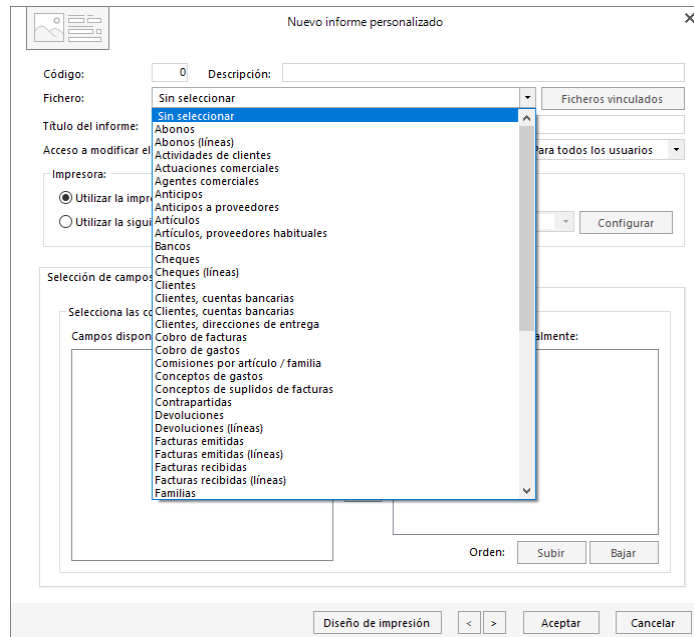 Nuevo informe personalizado
Código: 0 Descripción:
Fichero: Sin seleccionar Ficheros vinculados
Sin seleccionar
Título del informe:
Abonos
Abonos (líneas)
Acceso a modificar el Para todos los usuarios
Actividades de clientes
Actuaciones comerciales
Impresora:
Agentes comerciales
Utilizar la impre
Anticipos
Anticipos a proveedores
Utilizar la sigui Configurar
Artículos
Artículos, proveedores habituales
Bancos
Cheques
Cheques (líneas)
Selección de campos
Clientes
Clientes, cuentas bancarias
Clientes, cuentas bancarias
Selecciona las co
Clientes, direcciones de entrega
Campos dispon almente:
Cobro de facturas
Cobro de gastos
Comisiones por artículo / familia
Conceptos de gastos
Conceptos de suplidos de facturas
Contrapartidas
Devoluciones
Devoluciones (líneas)
Facturas emitidas
Facturas emitidas (líneas)
Facturas recibidas
Facturas recibidas (líneas)
Familias
Orden: Subir Bajar
Diseño de impresión < > Aceptar Cancelar